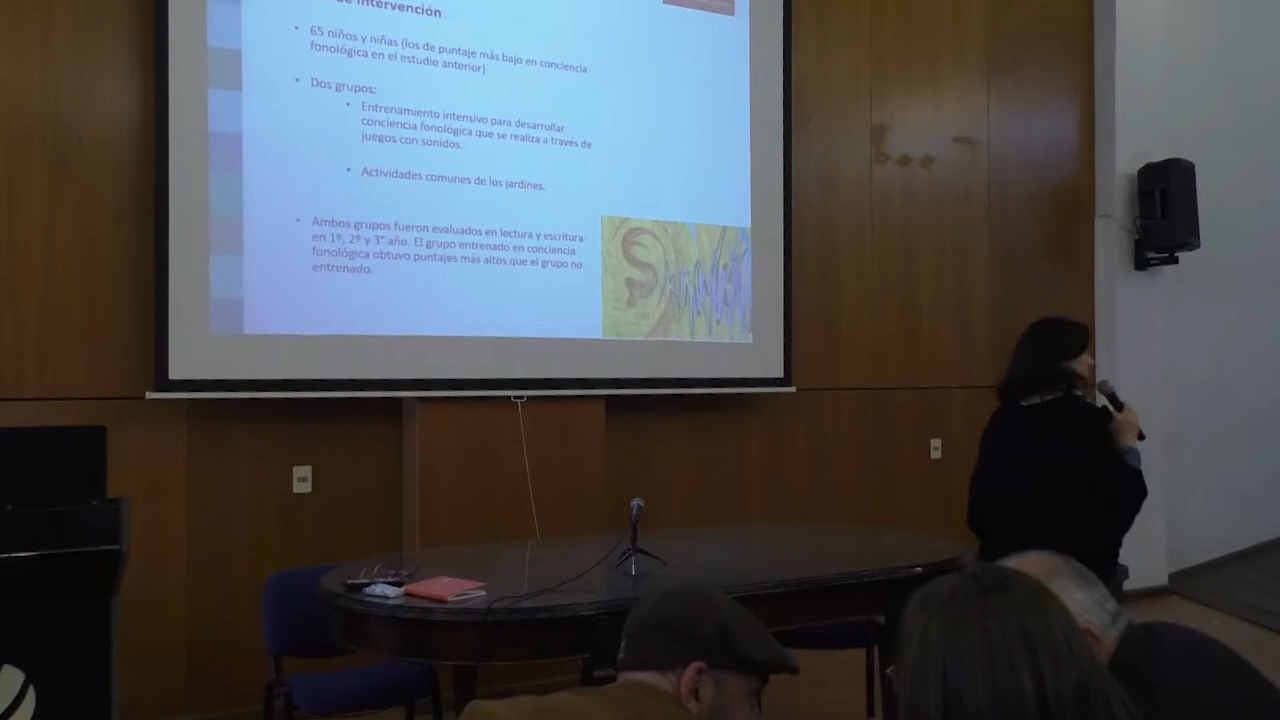 de intervención
• 65 niños y niñas (los de puntaje más bajo en conciencia
fonológica en el estudio anterior)
• Dos grupos:
• Entrenamiento intensivo para desarrollar
conciencia fonológica que se realiza a través de
juegos con sonidos.
• Actividades comunes de los jardines.
• Ambos grupos fueron evaluados en lectura y escritura
en 1º, 2º y 3° año. El grupo entrenado en conciencia
fonológica obtuvo puntajes más altos que el grupo no
entrenado.